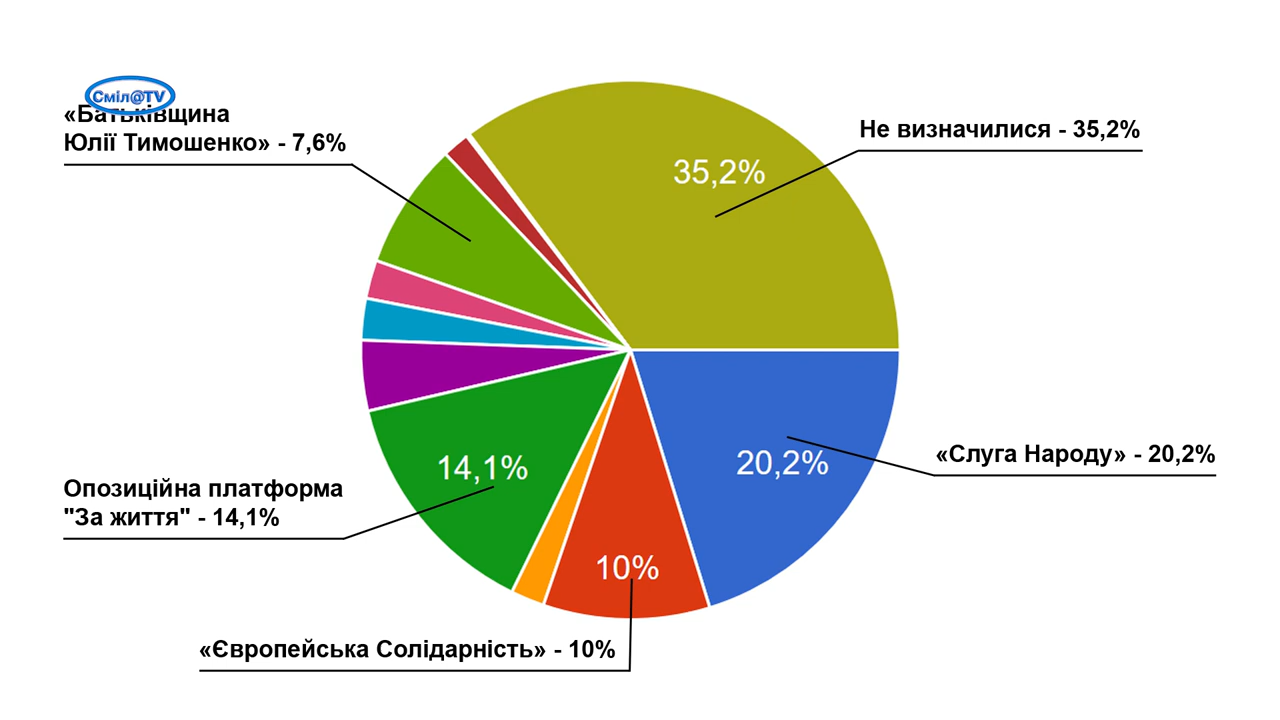 Сміл@TV
«Батьківщина
Юлії Тимошенко» - 7,6%
Не визначилися - 35,2%
35,2%
«Слуга Народу» - 20,2%
20,2%
14,1%
Опозиційна платформа
"За життя" - 14,1%
10%
«Європейська Солідарність» - 10%